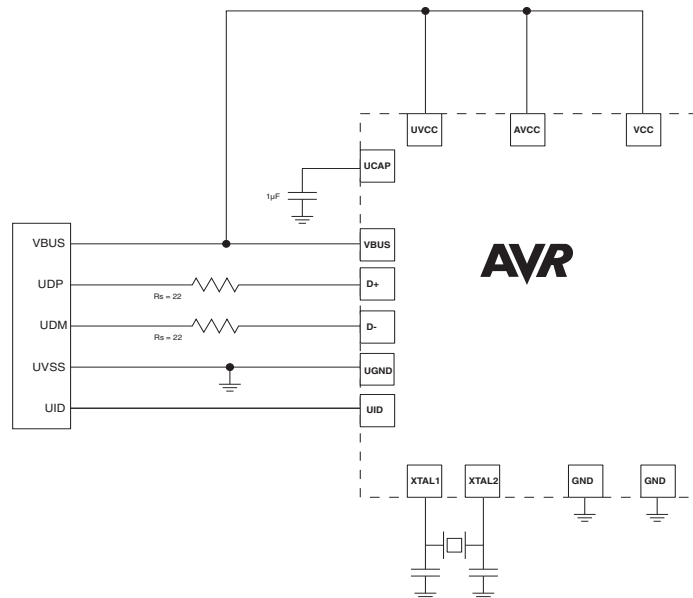 UVCC
AVCC
VCC
UCAP
1µF
VBUS
VBUS
AVR
UDP
D+
Rs = 22
UDM
D-
Rs = 22
UVSS
UGND
UID
UID
XTAL1
XTAL2
GND
GND